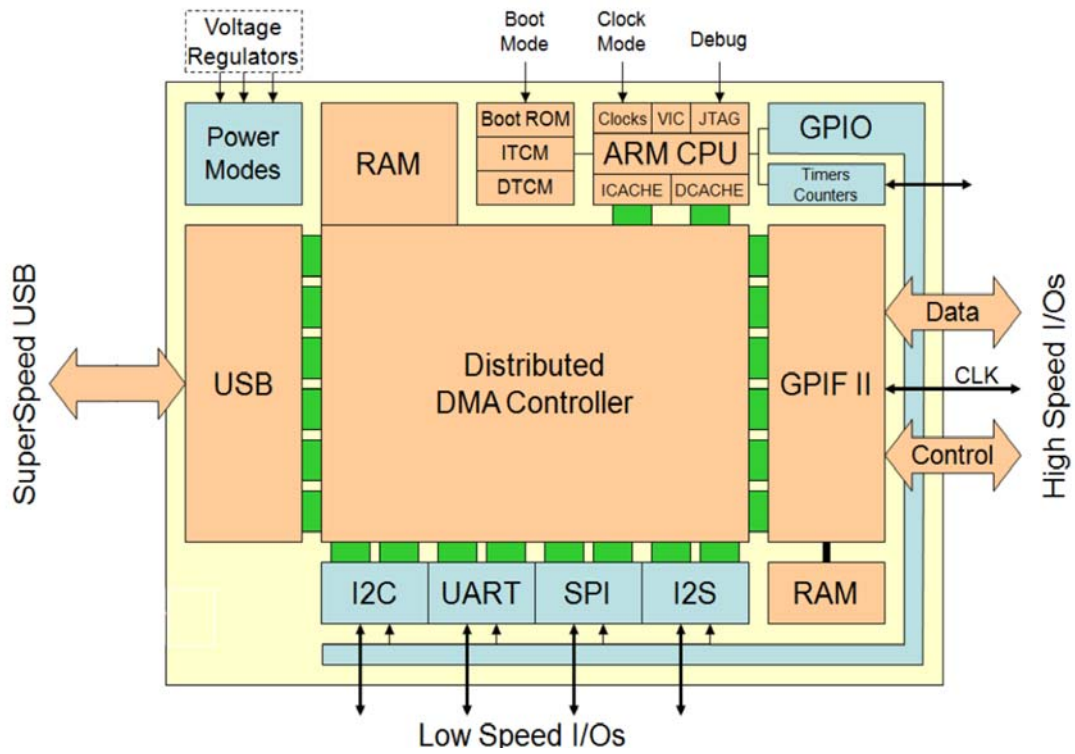 Voltage
Regulators
Boot
Mode
Clock
Mode
Debug
Power
Modes
RAM
Boot ROM
ITCM
DTCM
Clocks
VIC
JTAG
ARM CPU
ICACHE
DCACHE
GPIO
Timers
Counters
SuperSpeed USB
USB
Distributed
DMA Controller
GPIF II
Data
CLK
Control
High Speed I/Os
I2C
UART
SPI
I2S
RAM
Low Speed I/Os